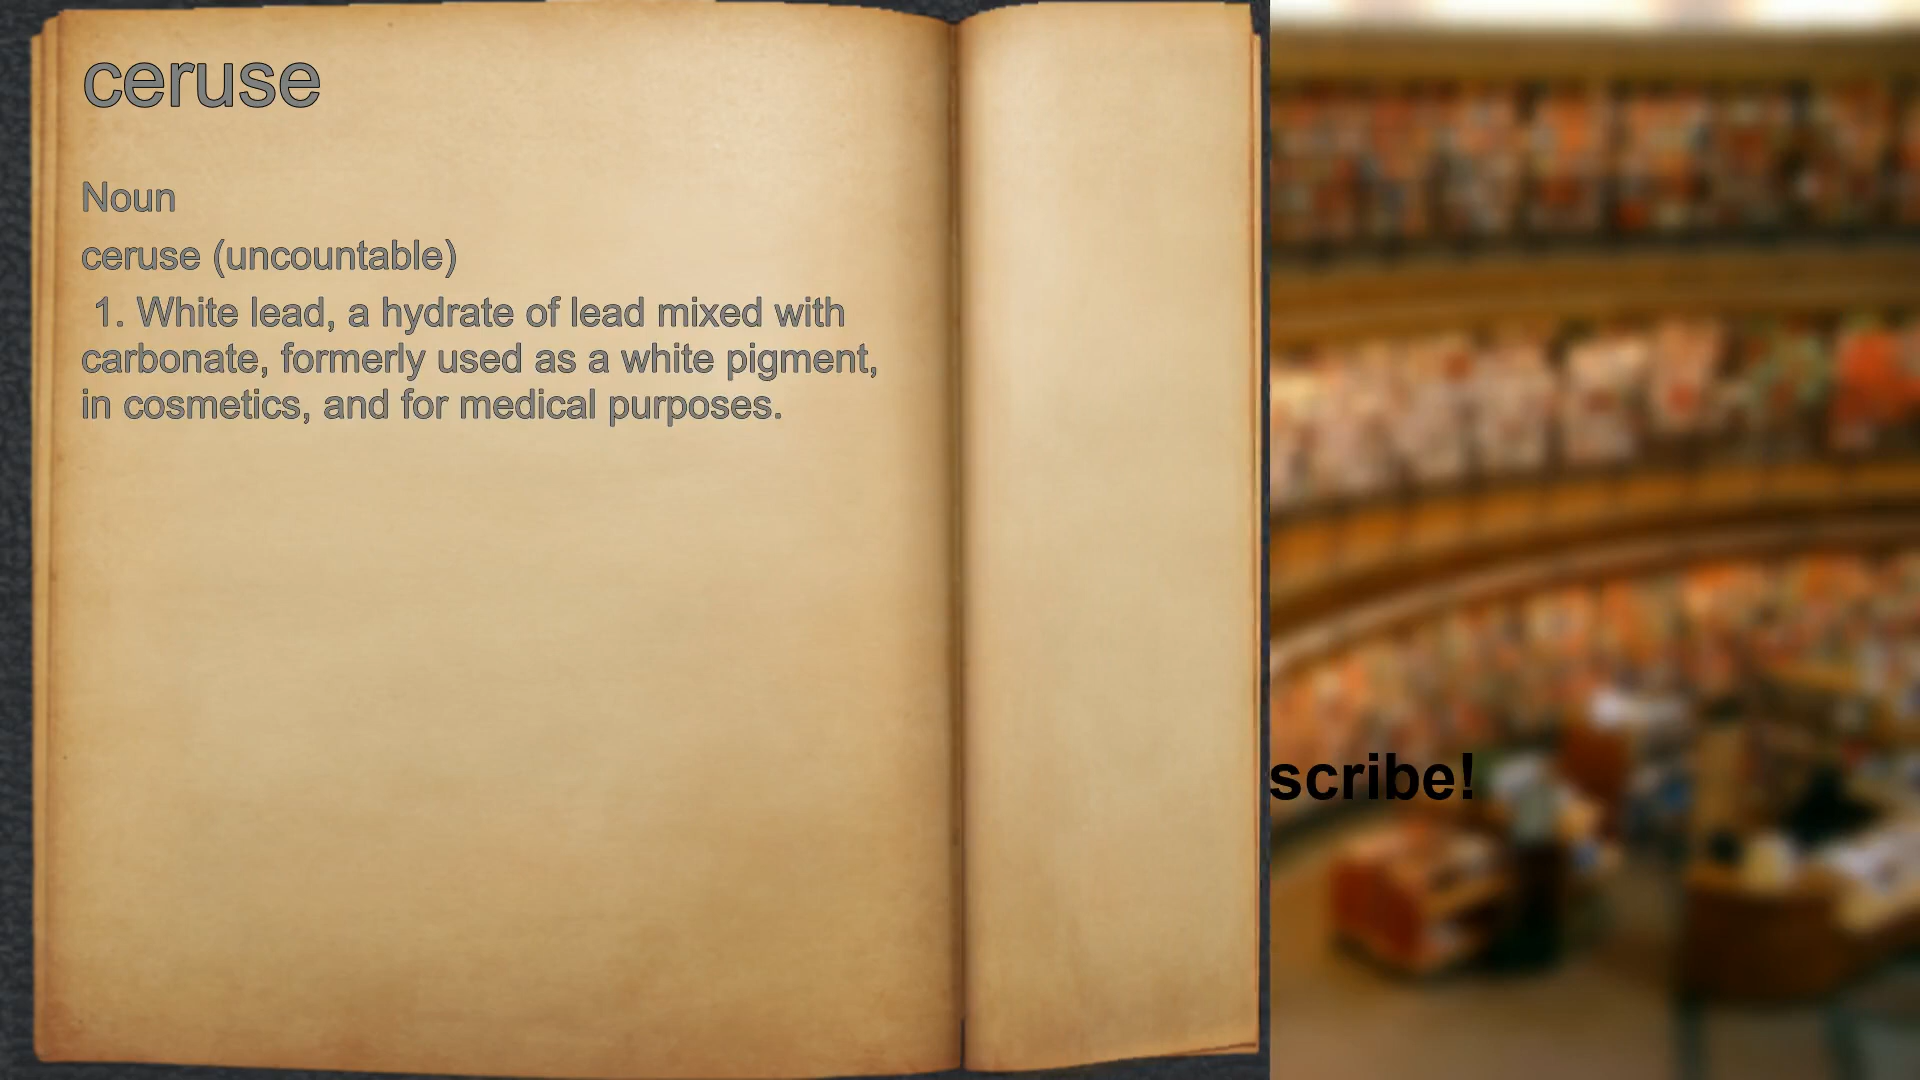 ceruse
Noun
ceruse (uncountable)
1. White lead, a hydrate of lead mixed with
carbonate, formerly used as a white pigment,
in cosmetics, and for medical purposes.
scribe!